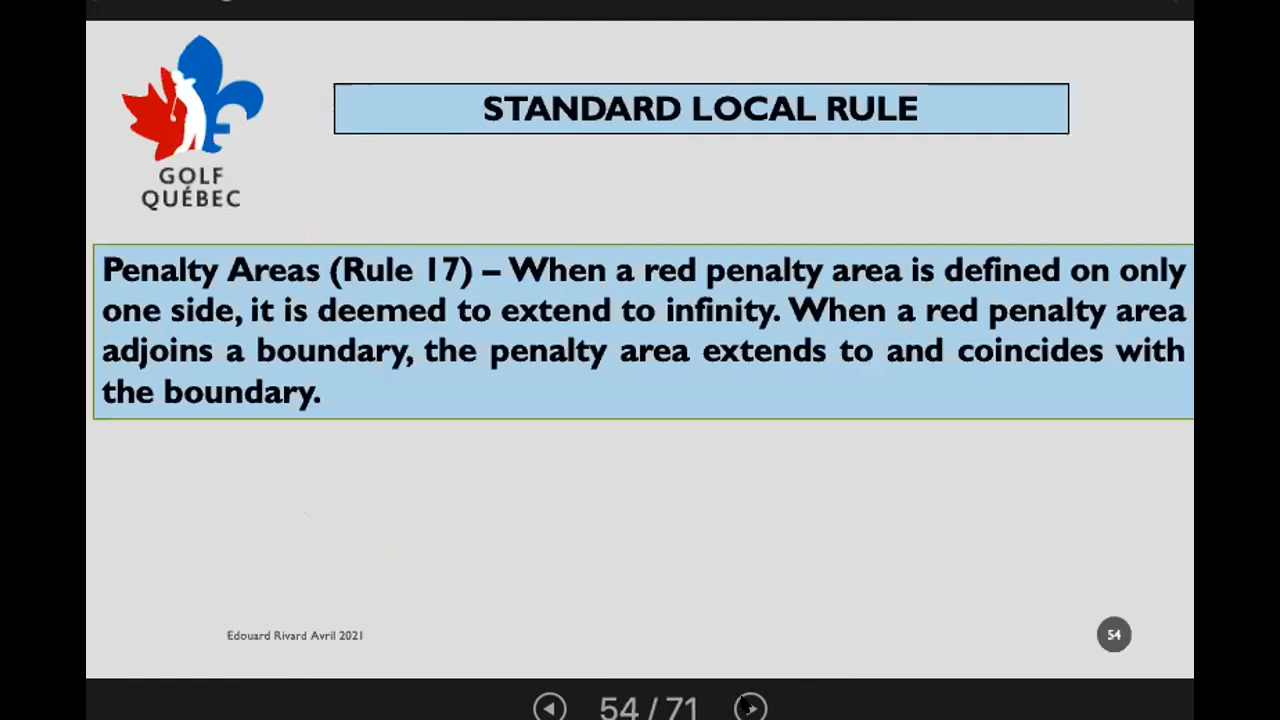 GOLF
QUÉBEC
STANDARD LOCAL RULE
Penalty Areas (Rule 17) – When a red penalty area is defined on only
one side, it is deemed to extend to infinity. When a red penalty area
adjoins a boundary, the penalty area extends to and coincides with
the boundary.
Edouard Rivard Avril 2021
54
54 / 71